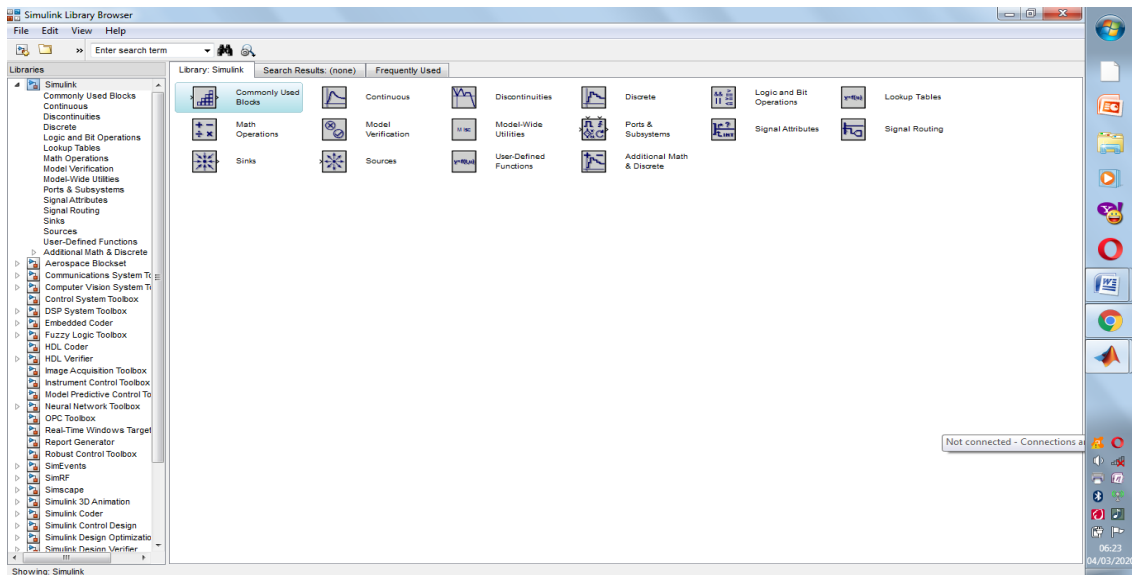 Simulink Library Browser
File Edit View Help
» Enter search term
Libraries
Library: Simulink Search Results: (none) Frequently Used
Simulink
Commonly Used Blocks
Continuous
Discontinuities
Discrete
Logic and Bit Operations
Lookup Tables
Math Operations
Model Verification
Model-Wide Utilities
Ports & Subsystems
Signal Attributes
Signal Routing
Sinks
Sources
User-Defined Functions
Additional Math & Discrete
Aerospace Blockset
Communications System To
Computer Vision System T
Control System Toolbox
DSP System Toolbox
Embedded Coder
Fuzzy Logic Toolbox
HDL Coder
HDL Verifier
Image Acquisition Toolbox
Instrument Control Toolbox
Model Predictive Control To
Neural Network Toolbox
OPC Toolbox
Real-Time Windows Target
Report Generator
Robust Control Toolbox
SimEvents
SimRF
Simscape
Simulink 3D Animation
Simulink Coder
Simulink Control Design
Simulink Design Optimizatio
Simulink Design Verifier
Commonly Used
Blocks
Continuous
Discontinuities
Discrete
Logic and Bit
Operations
y=f(u)
Lookup Tables
Math
Operations
Model
Verification
Model-Wide
Utilities
Ports &
Subsystems
Signal Attributes
Signal Routing
Sinks
Sources
User-Defined
Functions
Additional Math
& Discrete
Not connected - Connections a
06:23
04/03/202
Showing: Simulink